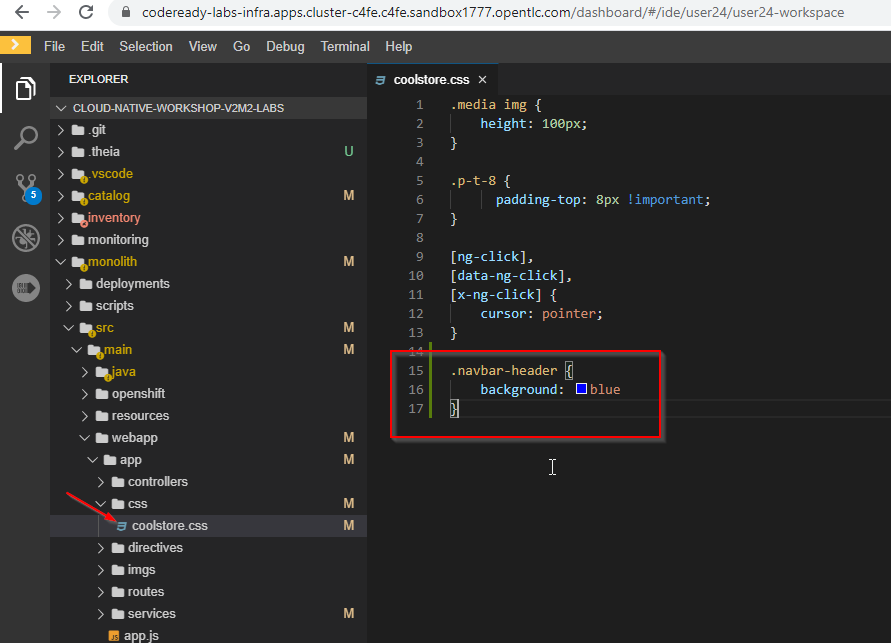 codeready-labs-infra.apps.cluster-c4fe.c4fe.sandbox1777.opentlc.com/dashboard/#/ide/user24/user24-workspace
File Edit Selection View Go Debug Terminal Help
EXPLORER
CLOUD-NATIVE-WORKSHOP-V2M2-LABS
.git
.theia U
.vscode
catalog M
inventory
monitoring
monolith M
deployments
scripts
src M
main M
java
openshift
resources
webapp M
app M
controllers
css M
coolstore.css M
directives
imgs
routes
services M
JS app.js
5
coolstore.css ×
1 .media img {
2 height: 100px;
3 }
4
5 .p-t-8 {
6 padding-top: 8px !important;
7 }
8
9 [ng-click],
10 [data-ng-click],
11 [x-ng-click] {
12 cursor: pointer;
13 }
14
15 .navbar-header {
16 background: blue
17 }